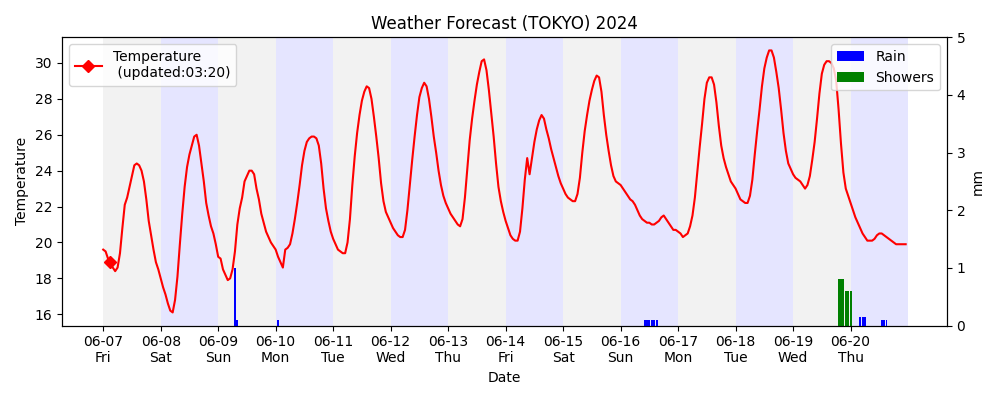 Weather Forecast (TOKYO) 2024
Temperature
(updated:03:20)
Rain
Showers
Temperature
30
28
26
24
22
20
18
16
5
4
3
2
1
0
mm
06-07 06-08 06-09 06-10 06-11 06-12 06-13 06-14 06-15 06-16 06-17 06-18 06-19 06-20
Fri Sat Sun Mon Tue Wed Thu Fri Sat Sun Mon Tue Wed Thu
Date